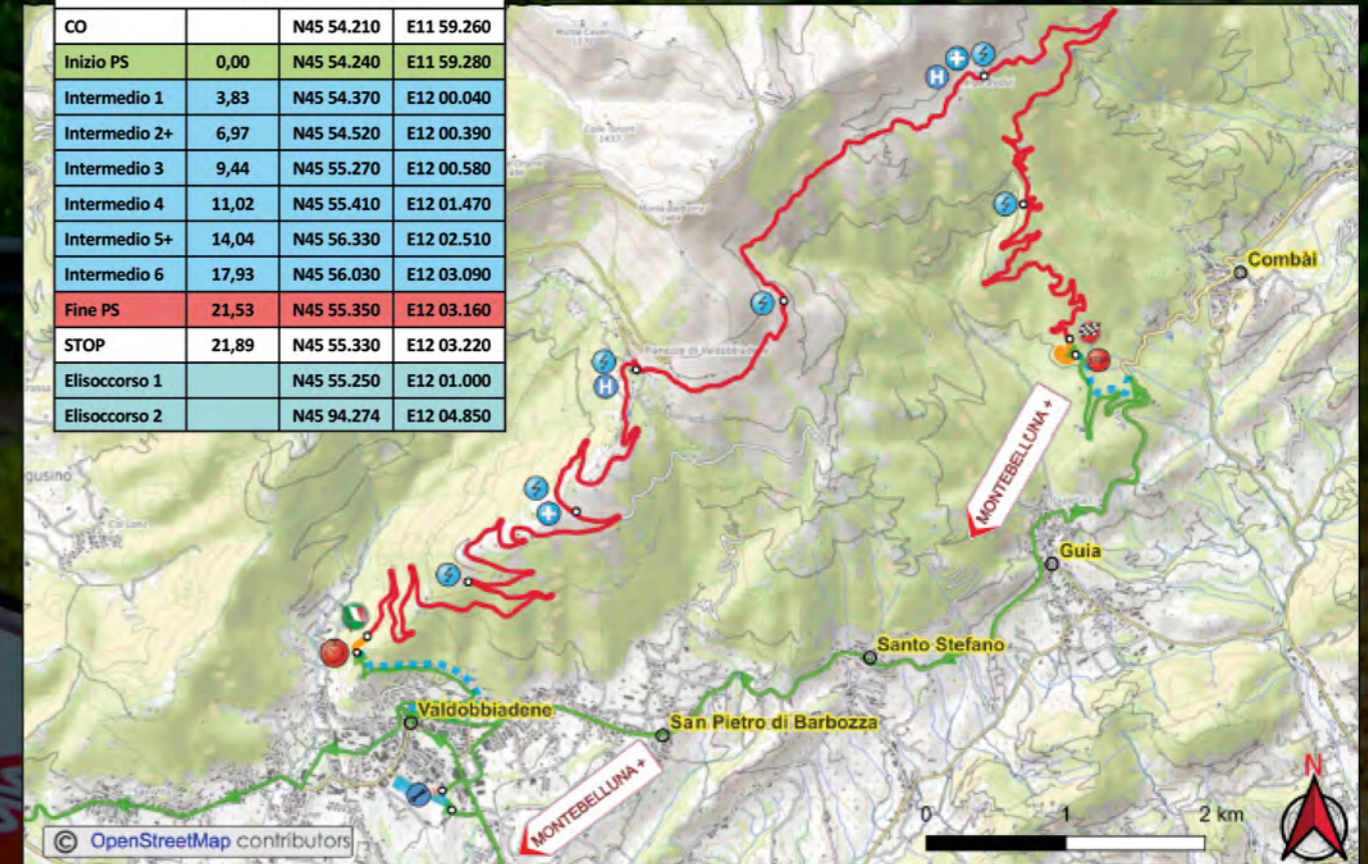 CO N45 54.210 E11 59.260
Inizio PS 0,00 N45 54.240 E11 59.280
Intermedio 1 3,83 N45 54.370 E12 00.040
Intermedio 2+ 6,97 N45 54.520 E12 00.390
Intermedio 3 9,44 N45 55.270 E12 00.580
Intermedio 4 11,02 N45 55.410 E12 01.470
Intermedio 5+ 14,04 N45 56.330 E12 02.510
Intermedio 6 17,93 N45 56.030 E12 03.090
Fine PS 21,53 N45 55.350 E12 03.160
STOP 21,89 N45 55.330 E12 03.220
Elisoccorso 1 N45 55.250 E12 01.000
Elisoccorso 2 N45 94.274 E12 04.850
H
Combài
H
MONTEBELLUNA +
Guia
Santo Stefano
Valdobbiadene
San Pietro di Barbozza
MONTEBELLUNA +
N
0 1 2 km
© OpenStreetMap contributors